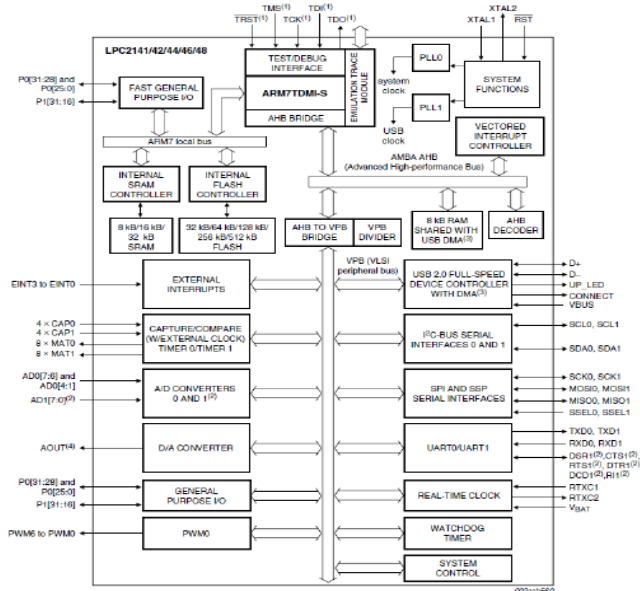 TMS(1) TDI(1)
TRST(1) TCK(1) TDO(1)
XTAL2
XTAL1 RST
LPC2141/42/44/46/48
P0[31:28] and
P0[25:0]
P1[31:16]
FAST GENERAL
PURPOSE I/O
TEST/DEBUG
INTERFACE
ARM7TDMI-S
AHB BRIDGE
EMULATION TRACE
MODULE
PLL0
system
clock
PLL1
USB
clock
SYSTEM
FUNCTIONS
VECTORED
INTERRUPT
CONTROLLER
ARM7 local bus
AMBA AHB
(Advanced High-performance Bus)
INTERNAL
SRAM
CONTROLLER
INTERNAL
FLASH
CONTROLLER
8 kB/16 kB/
32 kB
SRAM
32 kB/64 kB/128 kB/
256 kB/512 kB
FLASH
AHB TO VPB
BRIDGE
VPB
DIVIDER
8 kB RAM
SHARED WITH
USB DMA(3)
AHB
DECODER
VPB (VLSI
peripheral bus)
EINT3 to EINT0
EXTERNAL
INTERRUPTS
USB 2.0 FULL-SPEED
DEVICE CONTROLLER
WITH DMA(3)
D+
D−
UP_LED
CONNECT
VBUS
4 × CAP0
4 × CAP1
8 × MAT0
8 × MAT1
CAPTURE/COMPARE
(W/EXTERNAL CLOCK)
TIMER 0/TIMER 1
I2C-BUS SERIAL
INTERFACES 0 AND 1
SCL0, SCL1
SDA0, SDA1
AD0[7:6] and
AD0[4:1]
AD1[7:0](2)
A/D CONVERTERS
0 AND 1(2)
SPI AND SSP
SERIAL INTERFACES
SCK0, SCK1
MOSI0, MOSI1
MISO0, MISO1
SSEL0, SSEL1
AOUT(4)
D/A CONVERTER
UART0/UART1
TXD0, TXD1
RXD0, RXD1
DSR1(2),CTS1(2),
RTS1(2), DTR1(2)
DCD1(2),RI1(2)
P0[31:28] and
P0[25:0]
P1[31:16]
GENERAL
PURPOSE I/O
REAL-TIME CLOCK
RTXC1
RTXC2
VBAT
PWM6 to PWM0
PWM0
WATCHDOG
TIMER
SYSTEM
CONTROL